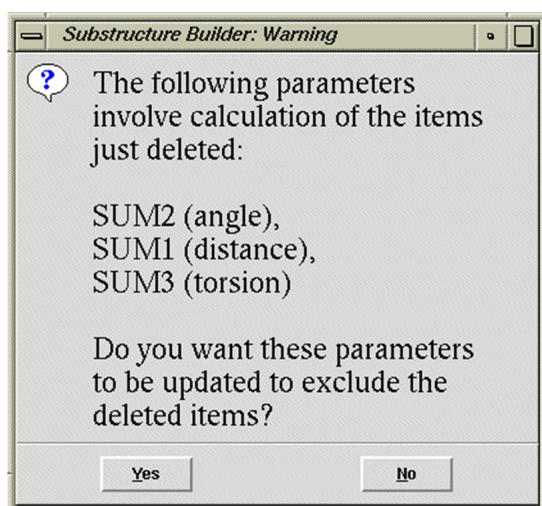 Substructure Builder: Warning
?
The following parameters
involve calculation of the items
just deleted:
SUM2 (angle),
SUM1 (distance),
SUM3 (torsion)
Do you want these parameters
to be updated to exclude the
deleted items?
Yes
No